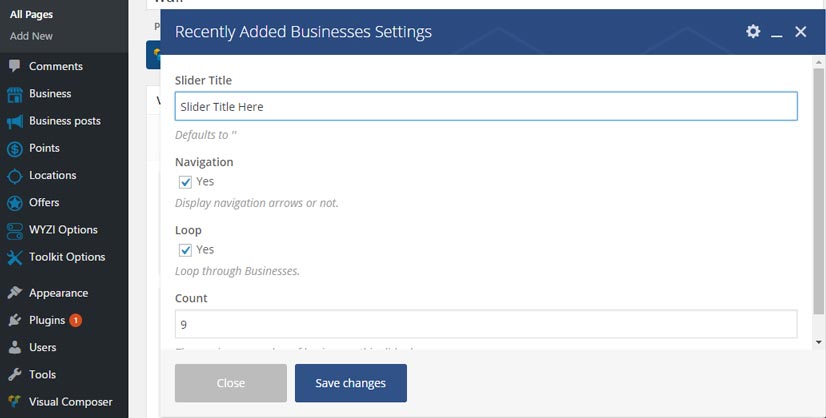 All Pages
Add New
Comments
Business
Business posts
Points
Locations
Offers
WYZI Options
Toolkit Options
Appearance
Plugins 1
Users
Tools
Visual Composer
Recently Added Businesses Settings
Slider Title
Slider Title Here
Defaults to ''
Navigation
Yes
Display navigation arrows or not.
Loop
Yes
Loop through Businesses.
Count
9
Close
Save changes